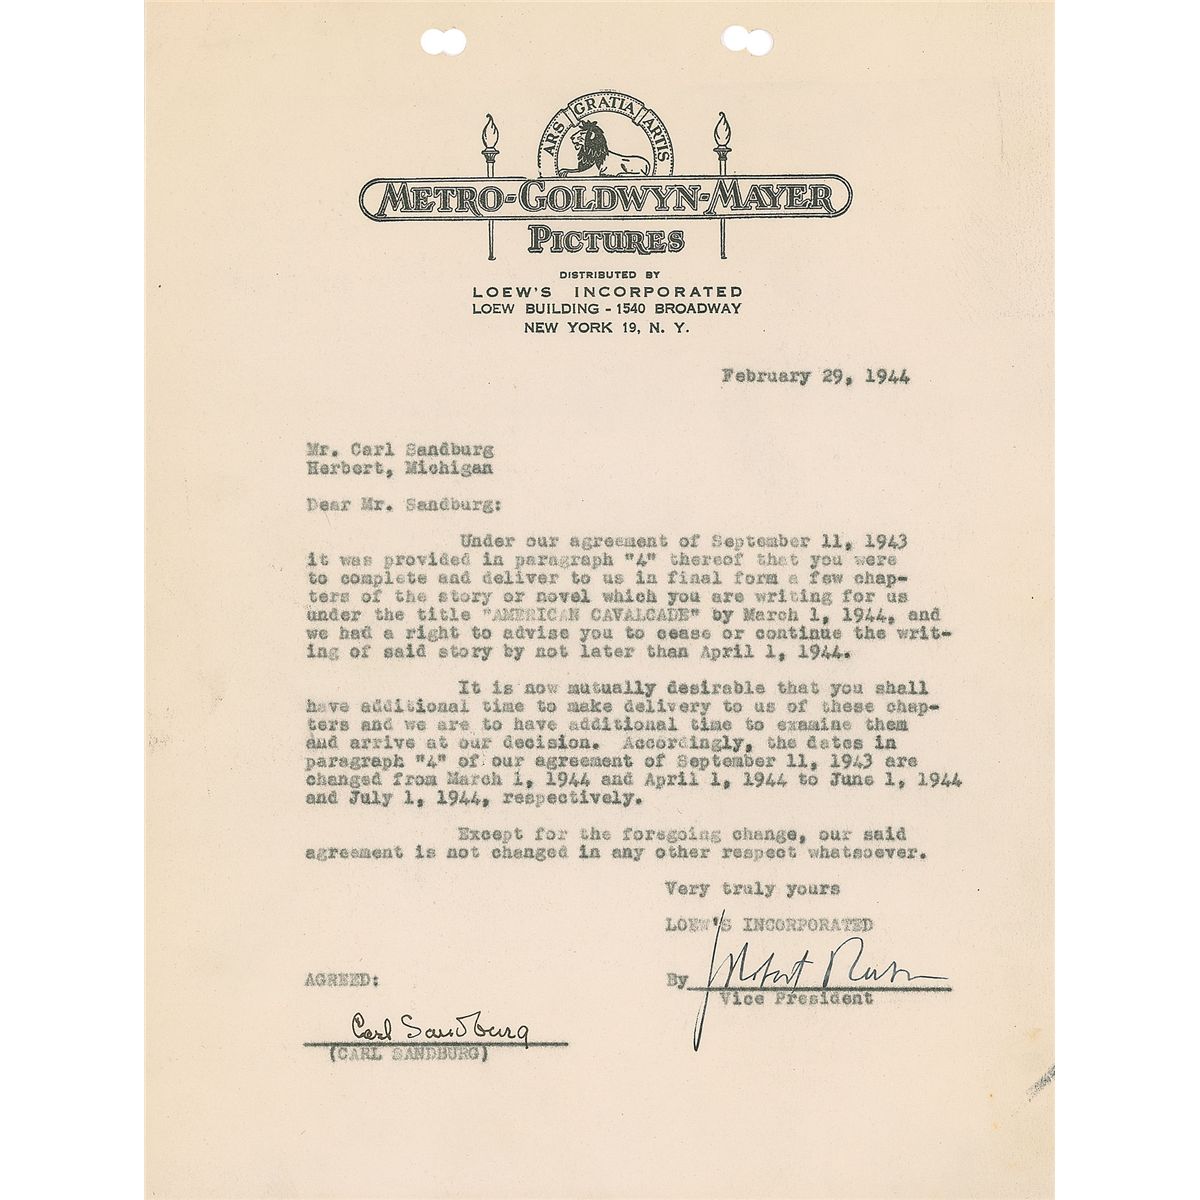 ARS GRATIA ARTIS
METRO-GOLDWYN-MAYER
PICTURES
DISTRIBUTED BY
LOEW'S INCORPORATED
LOEW BUILDING - 1540 BROADWAY
NEW YORK 19, N. Y.
February 29, 1944
Mr. Carl Sandburg
Herbert, Michigan
Dear Mr. Sandburg:
Under our agreement of September 11, 1943
it was provided in paragraph "4" thereof that you were
to complete and deliver to us in final form a few chap-
ters of the story or novel which you are writing for us
under the title "AMERICAN CAVALCADE" by March 1, 1944, and
we had a right to advise you to cease or continue the writ-
ing of said story by not later than April 1, 1944.
It is now mutually desirable that you shall
have additional time to make delivery to us of these chap-
ters and we are to have additional time to examine them
and arrive at our decision. Accordingly, the dates in
paragraph "4" of our agreement of September 11, 1943 are
changed from March 1, 1944 and April 1, 1944 to June 1, 1944
and July 1, 1944, respectively.
Except for the foregoing change, our said
agreement is not changed in any other respect whatsoever.
Very truly yours
LOEW'S INCORPORATED
AGREED:
By J Robert Rubin
Vice President
Carl Sandburg
(CARL SANDBURG)